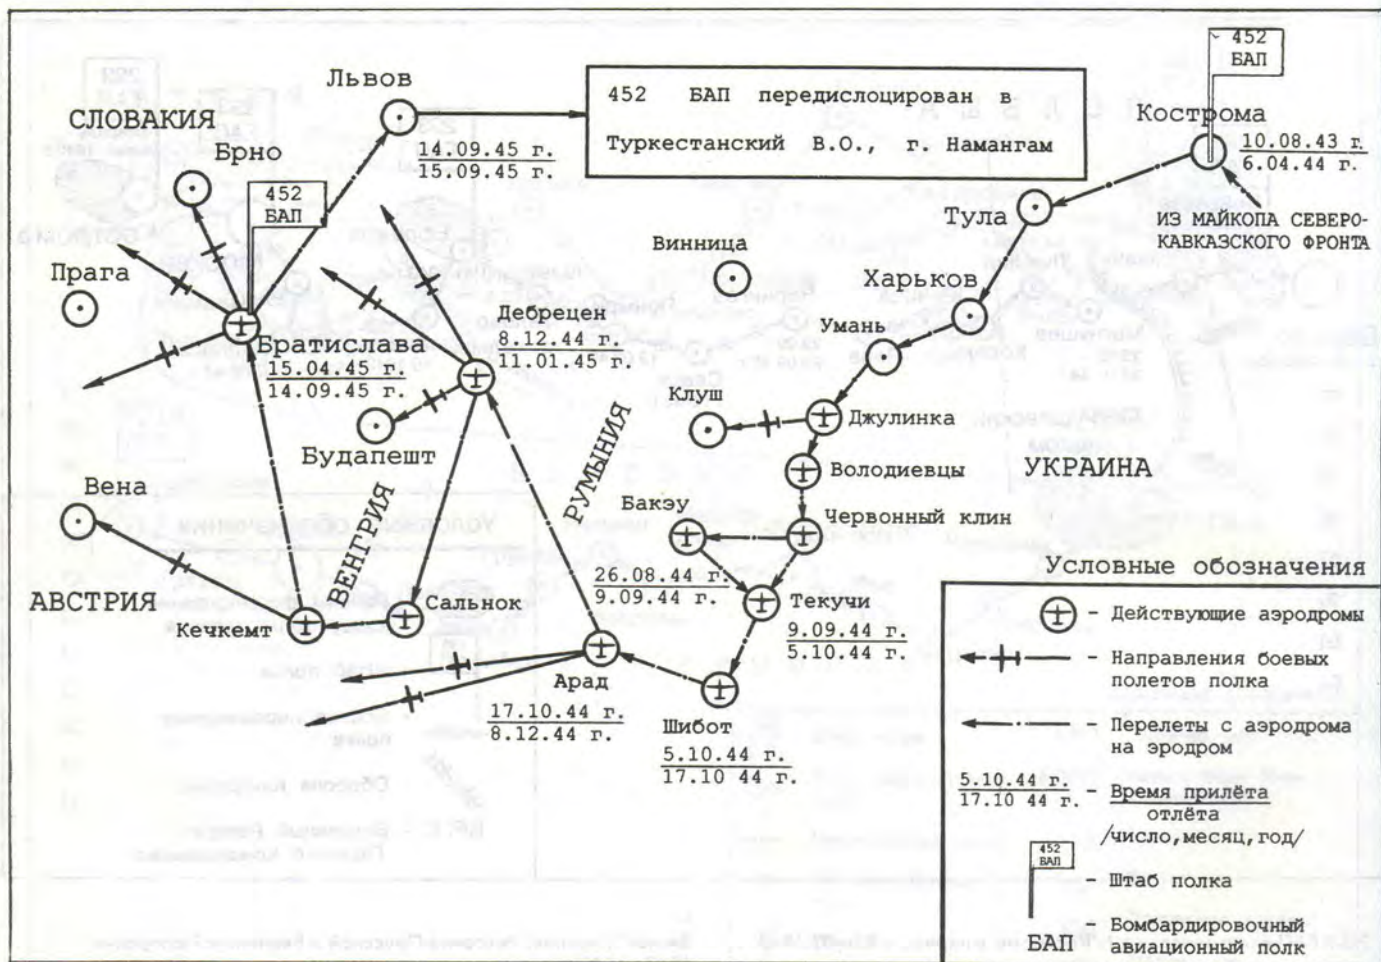 452
БАП
Львов
452 БАП передислоцирован в
Туркестанский В.О., г. Намангам
Кострома
10.08.43 г.
6.04.44 г.
СЛОВАКИЯ
Брно
14.09.45 г.
15.09.45 г.
452
БАП
Тула
ИЗ МАЙКОПА СЕВЕРО-
КАВКАЗСКОГО ФРОНТА
Винница
Прага
Харьков
Дебрецен
8.12.44 г.
11.01.45 г.
Умань
Братислава
15.04.45 г.
14.09.45 г.
Клуш
Джулинка
Будапешт
РУМЫНИЯ
Володиевцы
УКРАИНА
Вена
Бакэу
Червонный клин
ВЕНГРИЯ
26.08.44 г.
9.09.44 г.
АВСТРИЯ
Сальнок
Кечкемт
Текучи
9.09.44 г.
5.10.44 г.
Арад
17.10.44 г.
8.12.44 г.
Шибот
5.10.44 г.
17.10 44 г.
Условные обозначения
- Действующие аэродромы
- Направления боевых
полетов полка
- Перелеты с аэродрома
на эродром
5.10.44 г.
17.10 44 г.
- Время прилёта
отлёта
/число,месяц,год/
452
БАП
- Штаб полка
БАП
- Бомбардировочный
авиационный полк